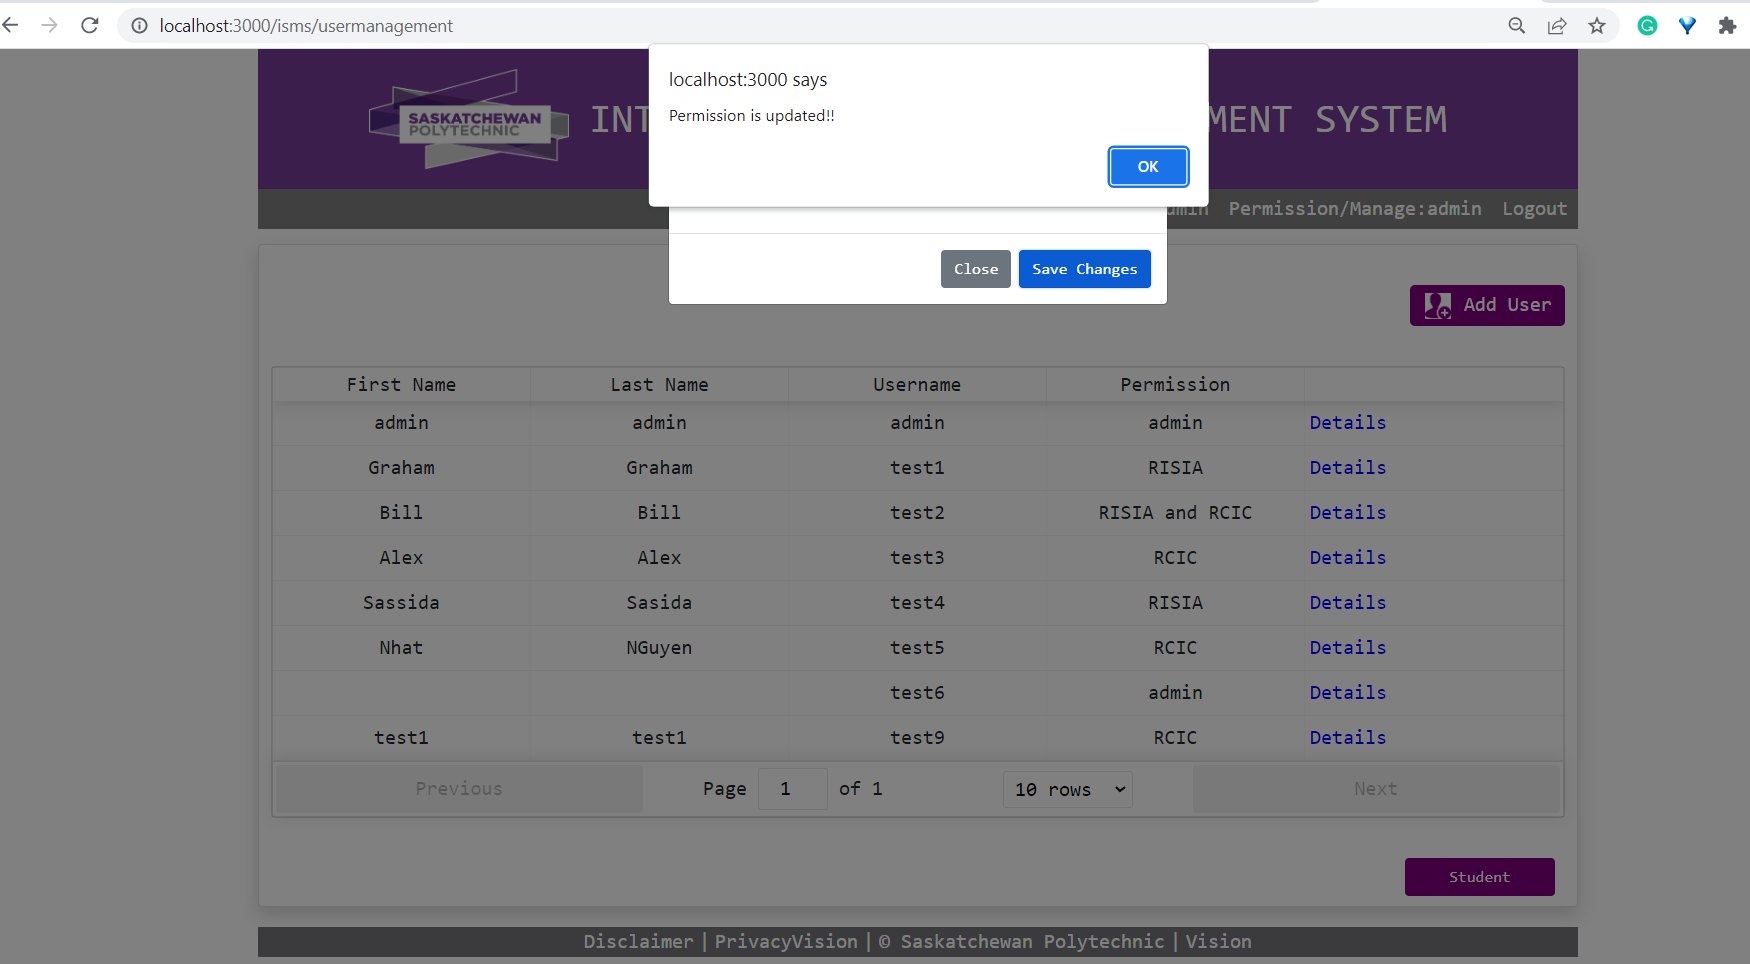 localhost:3000/isms/usermanagement
localhost:3000 says
Permission is updated!!
OK
SASKATCHEWAN
POLYTECHNIC
SYSTEM
Permission/Manage:admin Logout
Close Save Changes
Add User
First Name Last Name Username Permission
admin admin admin admin Details
Graham Graham test1 RISIA Details
Bill Bill test2 RISIA and RCIC Details
Alex Alex test3 RCIC Details
Sassida Sasida test4 RISIA Details
Nhat NGuyen test5 RCIC Details
test6 admin Details
test1 test1 test9 RCIC Details
Previous Page 1 of 1 10 rows Next
Student
Disclaimer | PrivacyVision | © Saskatchewan Polytechnic | Vision